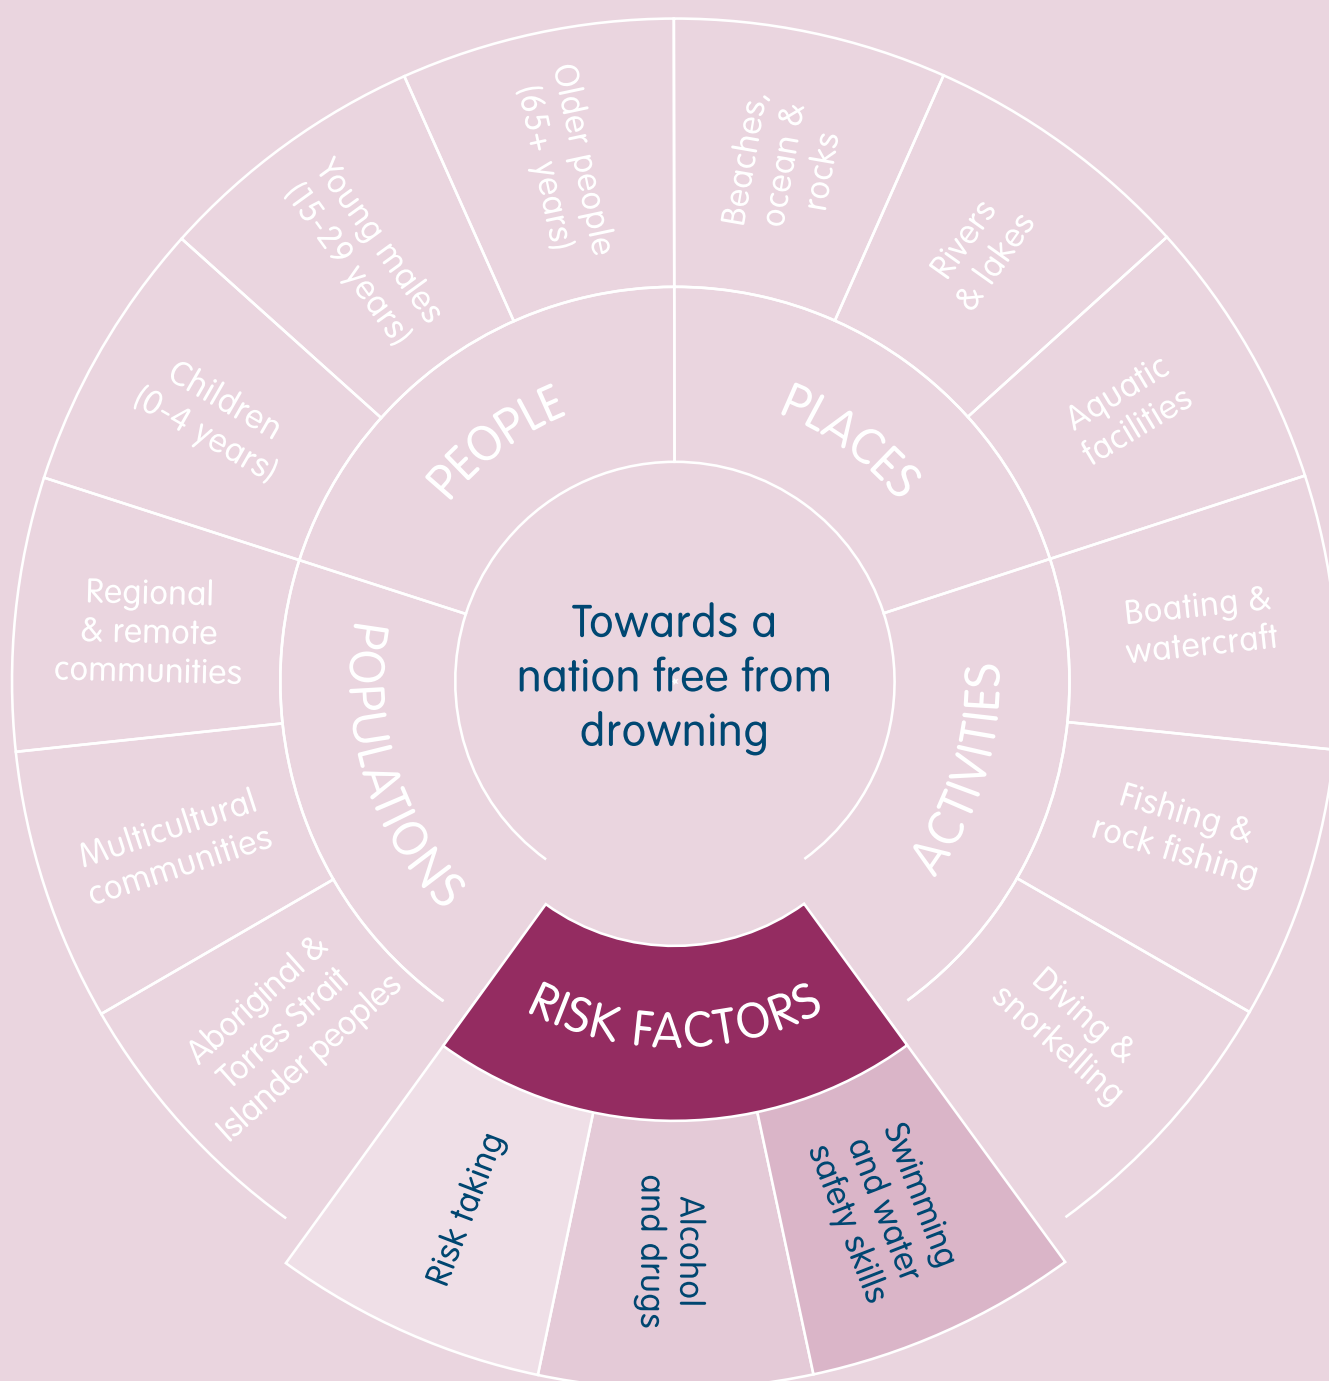 Towards a
nation free from
drowning
PEOPLE
Children
(0-4 years)
Young males
(15-29 years)
Older people
(65+ years)
PLACES
Beaches,
ocean &
rocks
Rivers
& lakes
Aquatic
facilities
ACTIVITIES
Boating &
watercraft
Fishing &
rock fishing
Diving &
snorkelling
RISK FACTORS
Swimming
and water
safety skills
Alcohol
and drugs
Risk taking
POPULATIONS
Aboriginal &
Torres Strait
Islander peoples
Multicultural
communities
Regional
& remote
communities